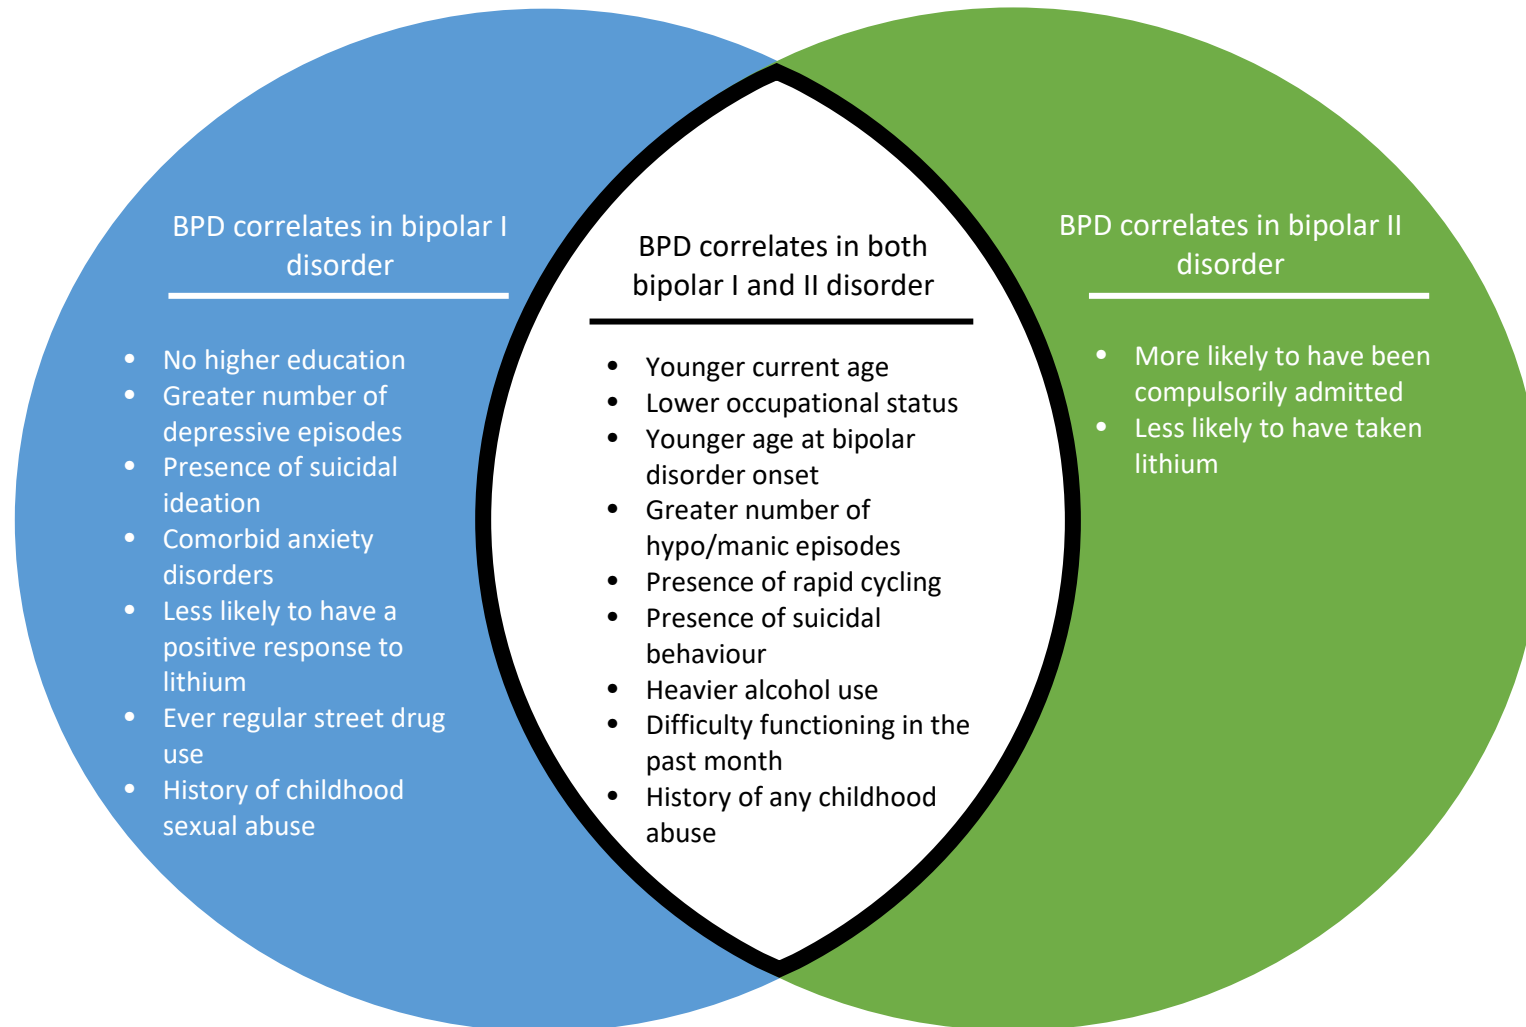 BPD correlates in bipolar I
disorder
• No higher education
• Greater number of
depressive episodes
• Presence of suicidal
ideation
• Comorbid anxiety
disorders
• Less likely to have a
positive response to
lithium
• Ever regular street drug
use
• History of childhood
sexual abuse
BPD correlates in both
bipolar I and II disorder
• Younger current age
• Lower occupational status
• Younger age at bipolar
disorder onset
• Greater number of
hypo/manic episodes
• Presence of rapid cycling
• Presence of suicidal
behaviour
• Heavier alcohol use
• Difficulty functioning in the
past month
• History of any childhood
abuse
BPD correlates in bipolar II
disorder
• More likely to have been
compulsorily admitted
• Less likely to have taken
lithium